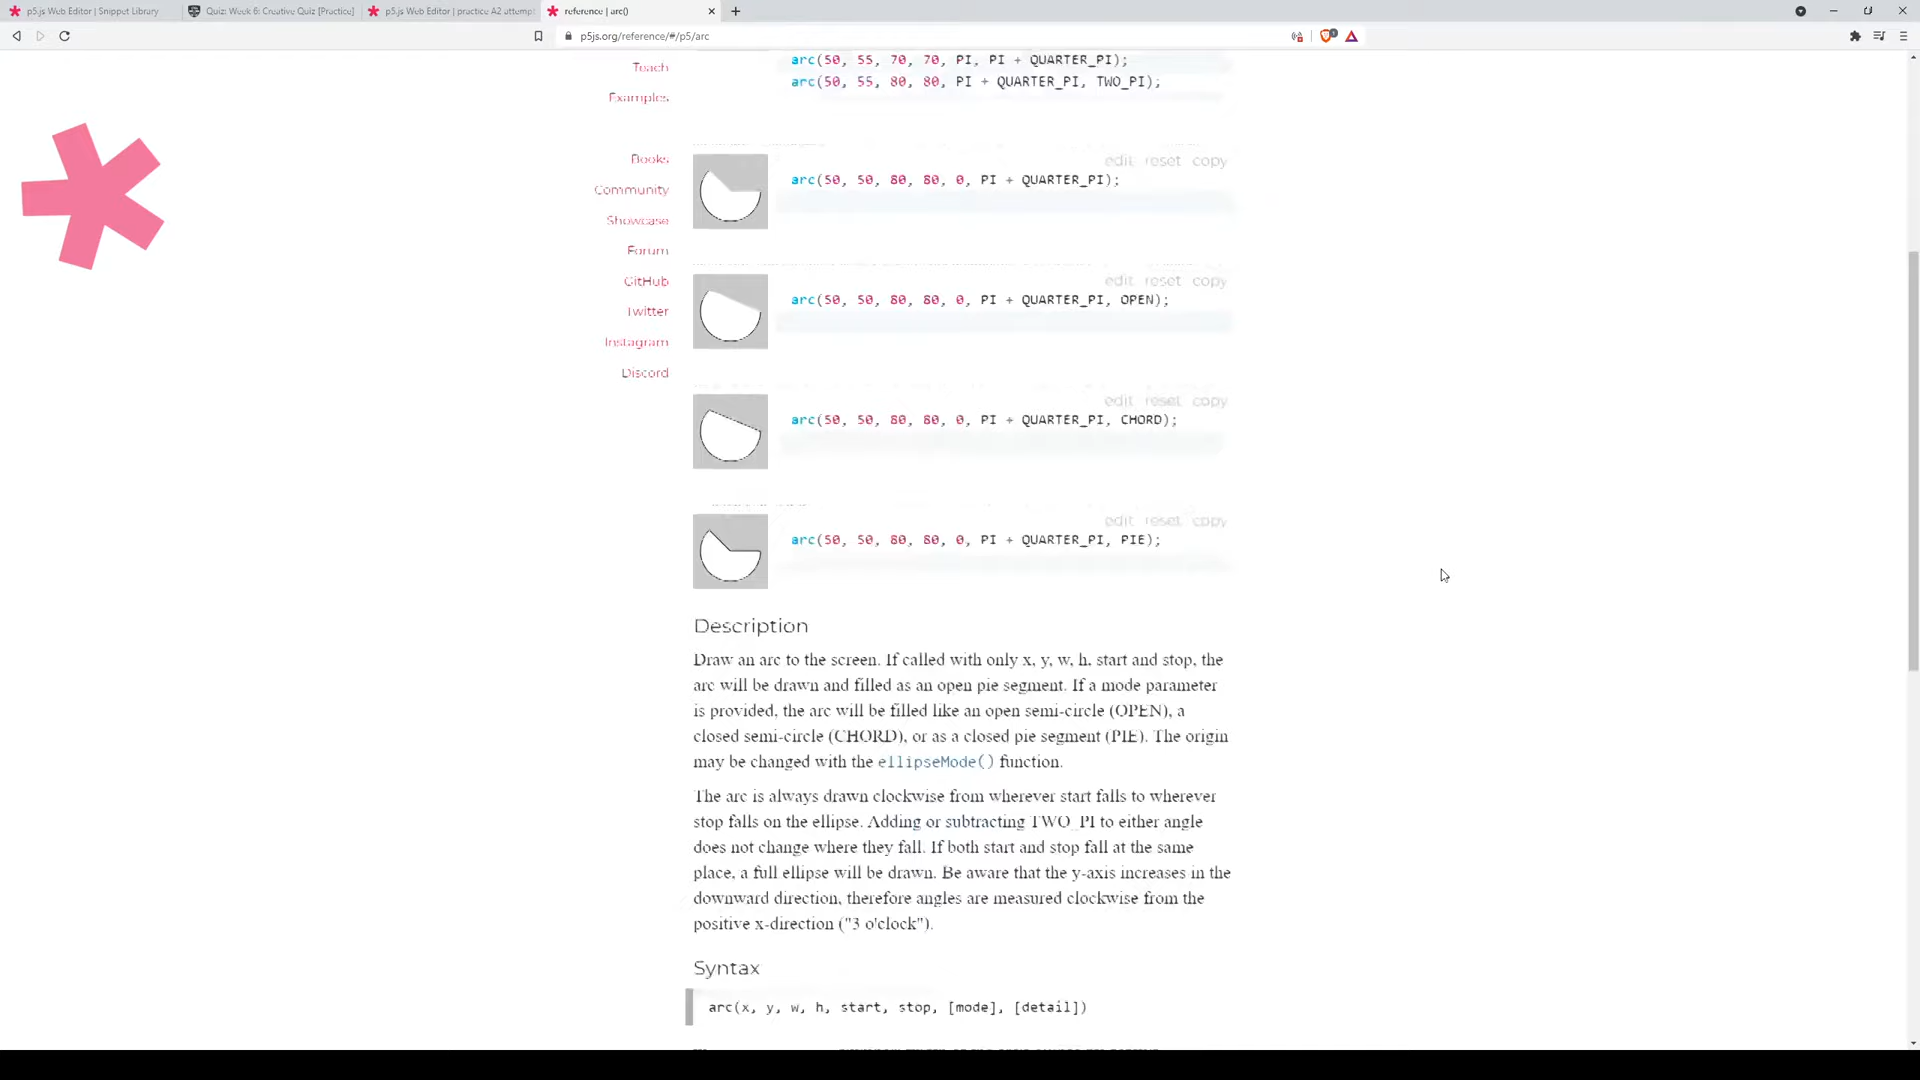 p5.js Web Editor | Snippet Library
Quiz: Week 6: Creative Quiz [Practice]
p5.js Web Editor | practice A2 attemp
reference | arc()
p5js.org/reference/#/p5/arc
Teach
Examples
Books
Community
Showcase
Forum
GitHub
Twitter
Instagram
Discord
arc(50, 55, 70, 70, PI, PI + QUARTER_PI);
arc(50, 55, 80, 80, PI + QUARTER_PI, TWO_PI);
edit reset copy
arc(50, 50, 80, 80, 0, PI + QUARTER_PI);
edit reset copy
arc(50, 50, 80, 80, 0, PI + QUARTER_PI, OPEN);
edit reset copy
arc(50, 50, 80, 80, 0, PI + QUARTER_PI, CHORD);
edit reset copy
arc(50, 50, 80, 80, 0, PI + QUARTER_PI, PIE);
Description
Draw an arc to the screen. If called with only x, y, w, h, start and stop, the
arc will be drawn and filled as an open pie segment. If a mode parameter
is provided, the arc will be filled like an open semi-circle (OPEN), a
closed semi-circle (CHORD), or as a closed pie segment (PIE). The origin
may be changed with the ellipseMode() function.
The arc is always drawn clockwise from wherever start falls to wherever
stop falls on the ellipse. Adding or subtracting TWO_PI to either angle
does not change where they fall. If both start and stop fall at the same
place, a full ellipse will be drawn. Be aware that the y-axis increases in the
downward direction, therefore angles are measured clockwise from the
positive x-direction ("3 o'clock").
Syntax
arc(x, y, w, h, start, stop, [mode], [detail])